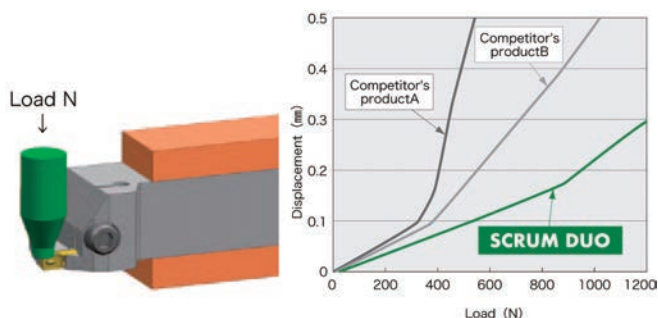 Load N
↓
Displacement (㎜)
0.5
0.4
0.3
0.2
0.1
0
0
200
400
600
800
1000
1200
Load (N)
Competitor's
productA
Competitor's
productB
SCRUM DUO